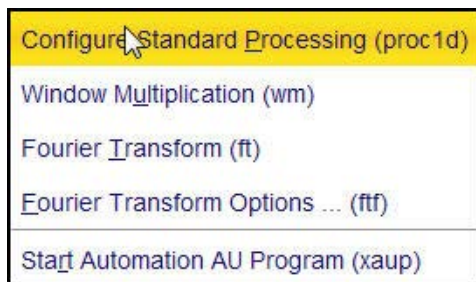 Configure Standard Processing (proc1d)
Window Multiplication (wm)
Fourier Transform (ft)
Fourier Transform Options ... (ftf)
Start Automation AU Program (xaup)